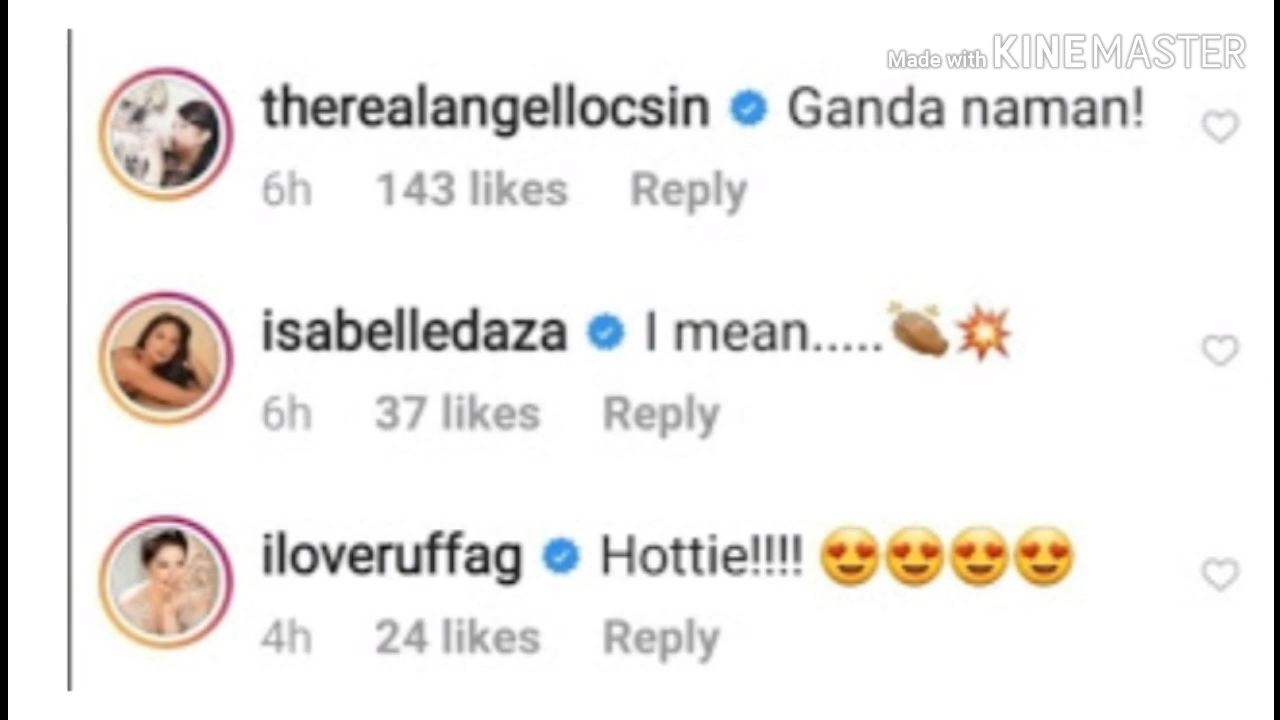 Made with KINEMASTER
therealangellocsin Ganda naman!
6h 143 likes Reply
isabelledaza I mean.....👏💥
6h 37 likes Reply
iloveruffag Hottie!!!! 😍😍😍😍
4h 24 likes Reply